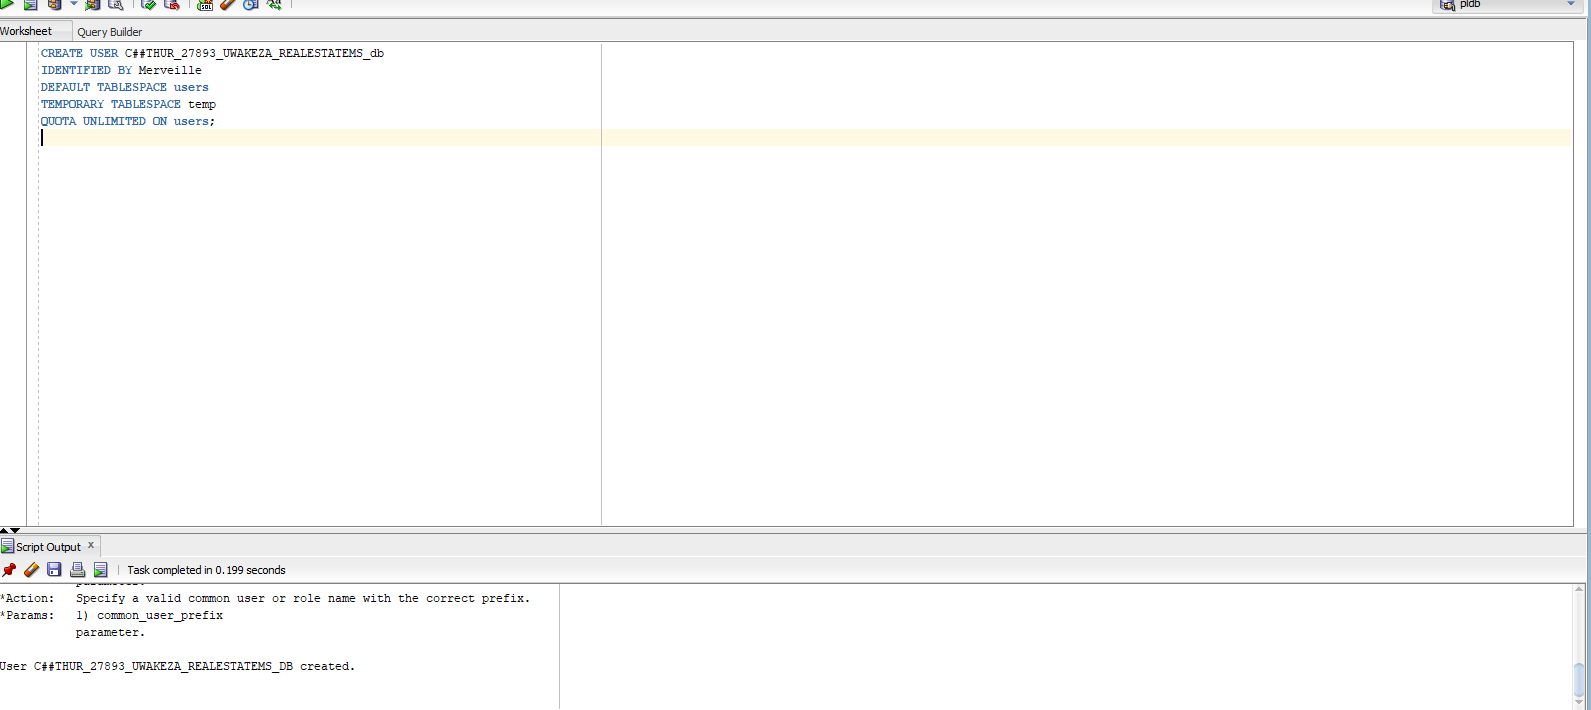 pldb
Worksheet
Query Builder
CREATE USER C##THUR_27893_UWAKEZA_REALESTATEMS_db
IDENTIFIED BY Merveille
DEFAULT TABLESPACE users
TEMPORARY TABLESPACE temp
QUOTA UNLIMITED ON users;
Script Output x
Task completed in 0.199 seconds
parameter.
*Action: Specify a valid common user or role name with the correct prefix.
*Params: 1) common_user_prefix
parameter.
User C##THUR_27893_UWAKEZA_REALESTATEMS_DB created.